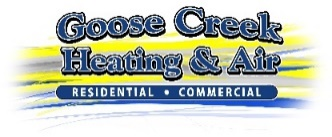 Goose Creek
Heating & Air
RESIDENTIAL • COMMERCIAL